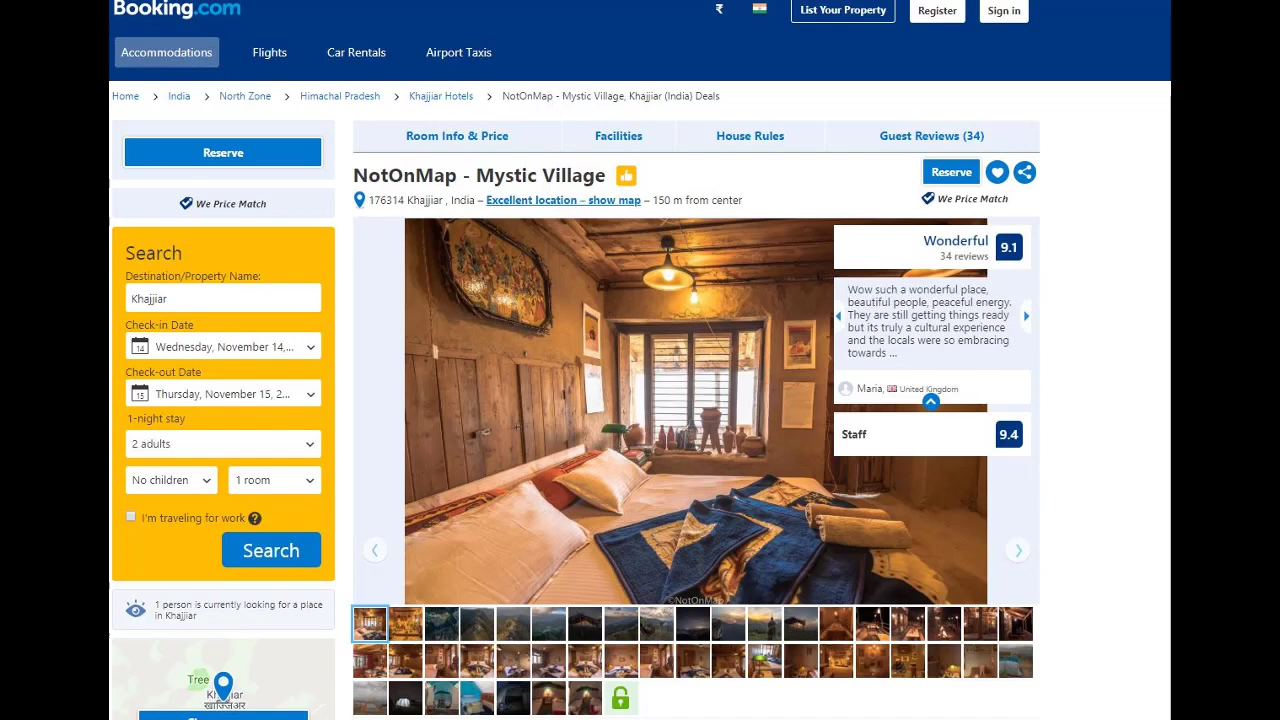 Booking.com
₹
List Your Property
Register
Sign in
Accommodations
Flights
Car Rentals
Airport Taxis
Home > India > North Zone > Himachal Pradesh > Khajjiar Hotels > NotOnMap - Mystic Village, Khajjiar (India) Deals
Reserve
We Price Match
Search
Destination/Property Name:
Khajjiar
Check-in Date
14
Wednesday, November 14,...
Check-out Date
15
Thursday, November 15, 2...
1-night stay
2 adults
No children
1 room
I'm traveling for work ?
Search
1 person is currently looking for a place
in Khajjiar
Tree
Khajjiar
खाज्जिअर
Room Info & Price
Facilities
House Rules
Guest Reviews (34)
NotOnMap - Mystic Village
Reserve
176314 Khajjiar , India – Excellent location – show map – 150 m from center
We Price Match
Wonderful
9.1
34 reviews
Wow such a wonderful place,
beautiful people, peaceful energy.
They are still getting things ready
but its truly a cultural experience
and the locals were so embracing
towards ...
Maria, United Kingdom
Staff
9.4
©NotOnMap